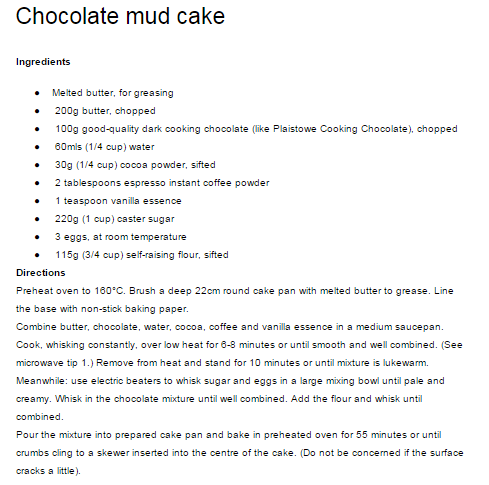 Chocolate mud cake
Ingredients
• Melted butter, for greasing
• 200g butter, chopped
• 100g good-quality dark cooking chocolate (like Plaistowe Cooking Chocolate), chopped
• 60mls (1/4 cup) water
• 30g (1/4 cup) cocoa powder, sifted
• 2 tablespoons espresso instant coffee powder
• 1 teaspoon vanilla essence
• 220g (1 cup) caster sugar
• 3 eggs, at room temperature
• 115g (3/4 cup) self-raising flour, sifted
Directions
Preheat oven to 160°C. Brush a deep 22cm round cake pan with melted butter to grease. Line
the base with non-stick baking paper.
Combine butter, chocolate, water, cocoa, coffee and vanilla essence in a medium saucepan.
Cook, whisking constantly, over low heat for 6-8 minutes or until smooth and well combined. (See
microwave tip 1.) Remove from heat and stand for 10 minutes or until mixture is lukewarm.
Meanwhile: use electric beaters to whisk sugar and eggs in a large mixing bowl until pale and
creamy. Whisk in the chocolate mixture until well combined. Add the flour and whisk until
combined.
Pour the mixture into prepared cake pan and bake in preheated oven for 55 minutes or until
crumbs cling to a skewer inserted into the centre of the cake. (Do not be concerned if the surface
cracks a little).